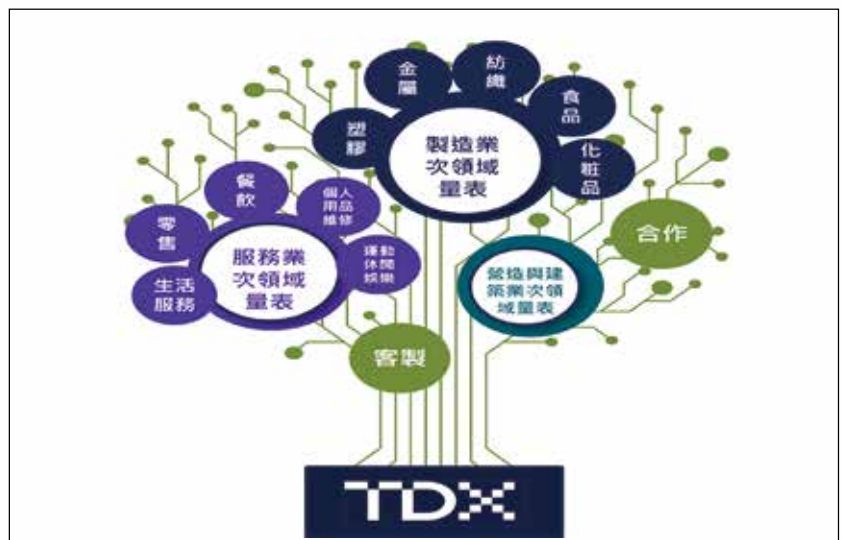 金
屬
紡
織
食
品
塑
膠
製造業
次領域
量表
化
粧
品
餐
飲
個人
用品
維修
零
售
服務業
次領域
量表
運動
休閒
娛樂
生活
服務
營造與建
築業次領
域量表
合作
客製
TDX